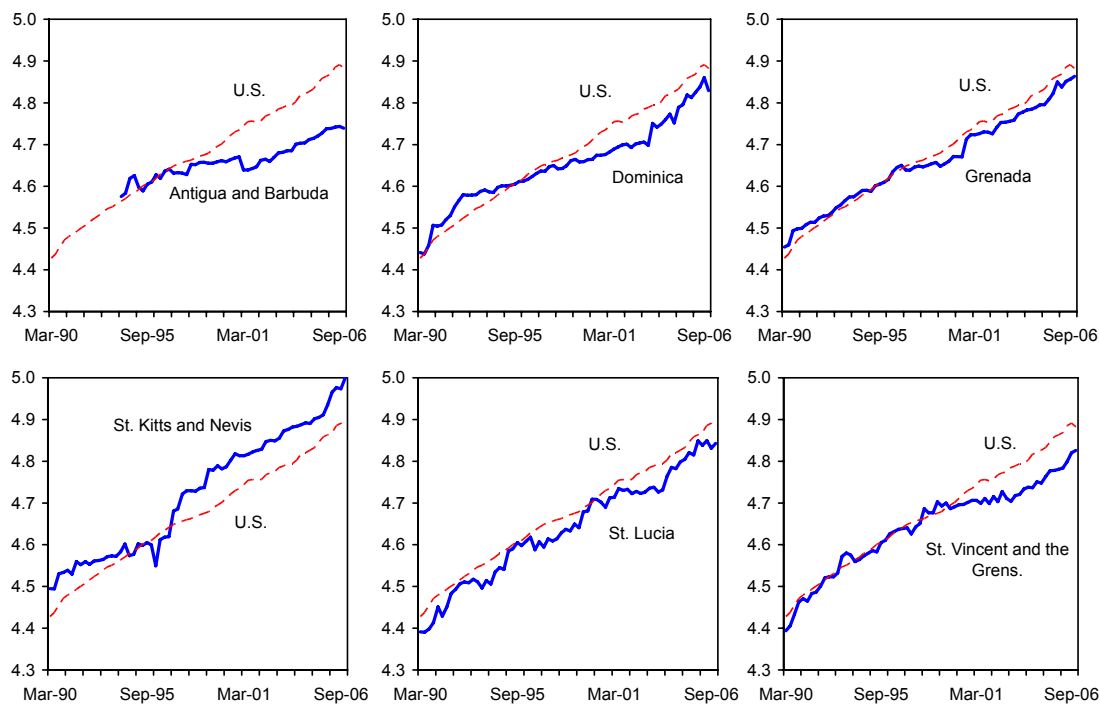 5.0
4.9
4.8
4.7
4.6
4.5
4.4
4.3
U.S.
Antigua and Barbuda
Mar-90
Sep-95
Mar-01
Sep-06
5.0
4.9
4.8
4.7
4.6
4.5
4.4
4.3
U.S.
Dominica
Mar-90
Sep-95
Mar-01
Sep-06
5.0
4.9
4.8
4.7
4.6
4.5
4.4
4.3
U.S.
Grenada
Mar-90
Sep-95
Mar-01
Sep-06
5.0
4.9
4.8
4.7
4.6
4.5
4.4
4.3
St. Kitts and Nevis
U.S.
Mar-90
Sep-95
Mar-01
Sep-06
5.0
4.9
4.8
4.7
4.6
4.5
4.4
4.3
U.S.
St. Lucia
Mar-90
Sep-95
Mar-01
Sep-06
5.0
4.9
4.8
4.7
4.6
4.5
4.4
4.3
U.S.
St. Vincent and the
Grens.
Mar-90
Sep-95
Mar-01
Sep-06